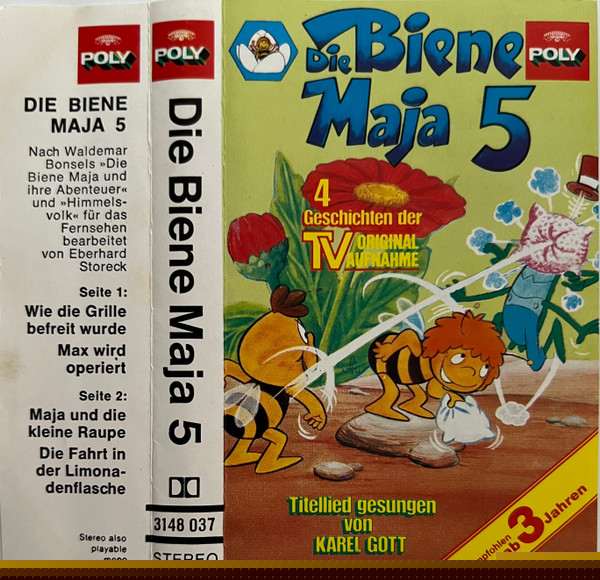 POLY
DIE BIENE
MAJA 5
Nach Waldemar
Bonsels »Die
Biene Maja und
ihre Abenteuer«
und »Himmels-
volk« für das
Fernsehen
bearbeitet
von Eberhard
Storeck
Seite 1:
Wie die Grille
befreit wurde
Max wird
operiert
Seite 2:
Maja und die
kleine Raupe
Die Fahrt in
der Limona-
denflasche
Stereo also
playable
mono
POLY
Die Biene Maja 5
3148 037
STEREO
Die Biene
Maja 5
POLY
4
Geschichten der
TV ORIGINAL
AUFNAHME
Titellied gesungen
von
KAREL GOTT
empfohlen
ab 3 Jahren